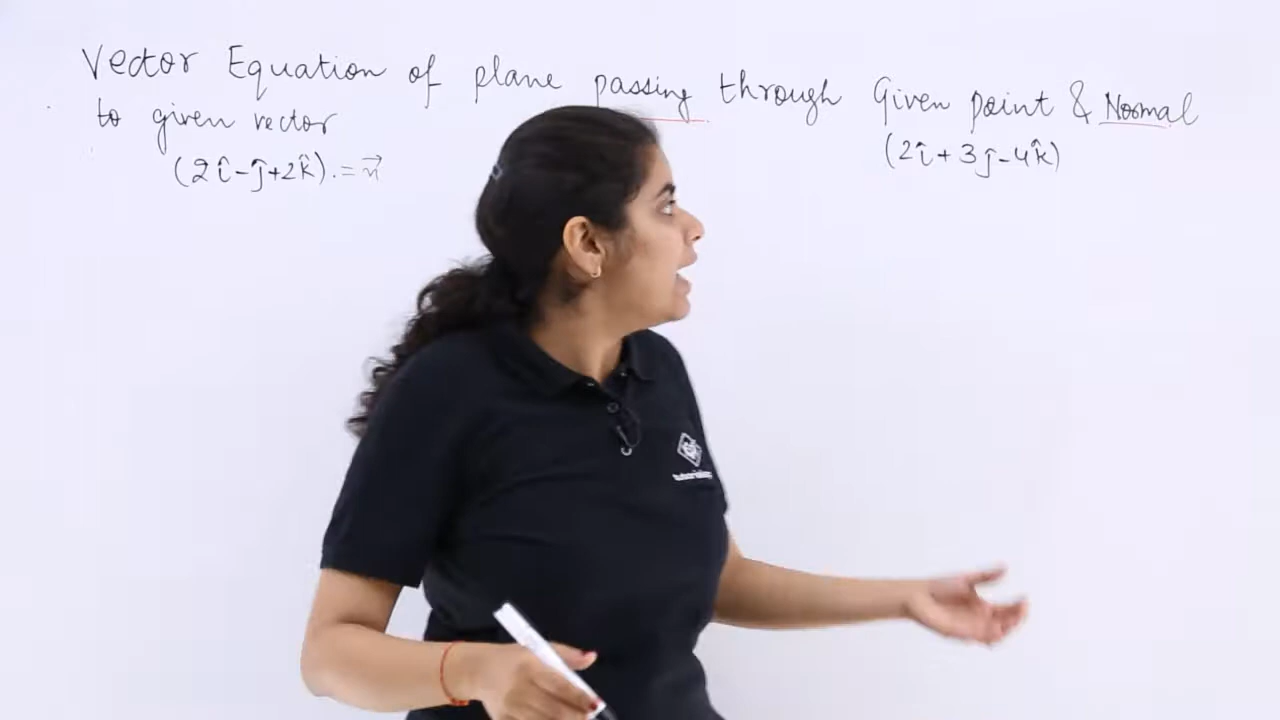 Vector Equation of plane passing through Given point & Normal
to given vector
(2î + 3ĵ - 4k̂)
(2î - ĵ + 2k̂) . = n⃗